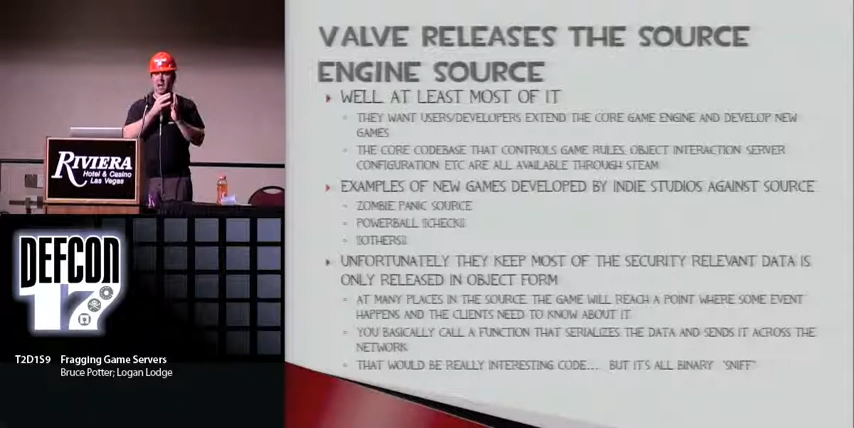 VALVE RELEASES THE SOURCE
ENGINE SOURCE
WELL AT LEAST MOST OF IT
THEY WANT USERS/DEVELOPERS EXTEND THE CORE GAME ENGINE AND DEVELOP NEW
GAMES
THE CORE CODEBASE THAT CONTROLS GAME RULES, OBJECT INTERACTION SERVER
CONFIGURATION ETC ARE ALL AVAILABLE THROUGH STEAM
EXAMPLES OF NEW GAMES DEVELOPED BY INDIE STUDIOS AGAINST SOURCE
ZOMBIE PANIC SOURCE
POWERBALL [[CHECK]]
[[OTHERS]]
UNFORTUNATELY THEY KEEP MOST OF THE SECURITY RELEVANT DATA IS
ONLY RELEASED IN OBJECT FORM
AT MANY PLACES IN THE SOURCE THE GAME WILL REACH A POINT WHERE SOME EVENT
HAPPENS AND THE CLIENTS NEED TO KNOW ABOUT IT
YOU BASICALLY CALL A FUNCTION THAT SERIALIZES THE DATA AND SENDS IT ACROSS THE
NETWORK
THAT WOULD BE REALLY INTERESTING CODE... BUT IT'S ALL BINARY *SNIFF*
RIVIERA
Hotel & Casino
Las Vegas
DEFCON
17
T2D1S9 Fragging Game Servers
Bruce Potter; Logan Lodge